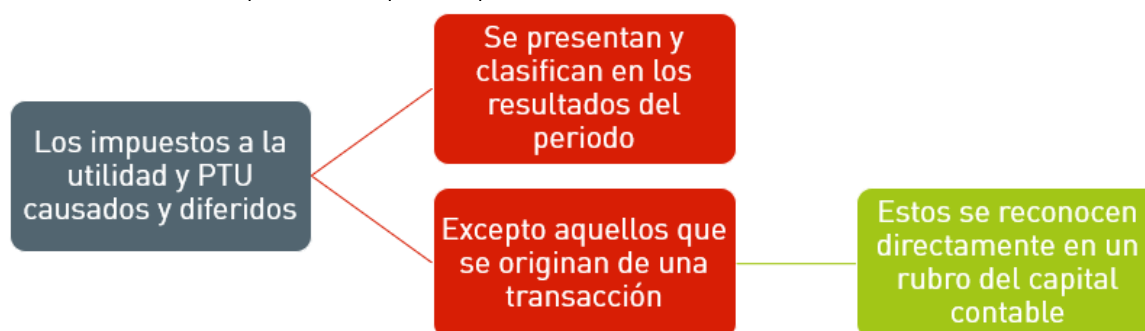 Los impuestos a la
utilidad y PTU
causados y diferidos
Se presentan y
clasifican en los
resultados del
periodo
Excepto aquellos que
se originan de una
transacción
Estos se reconocen
directamente en un
rubro del capital
contable